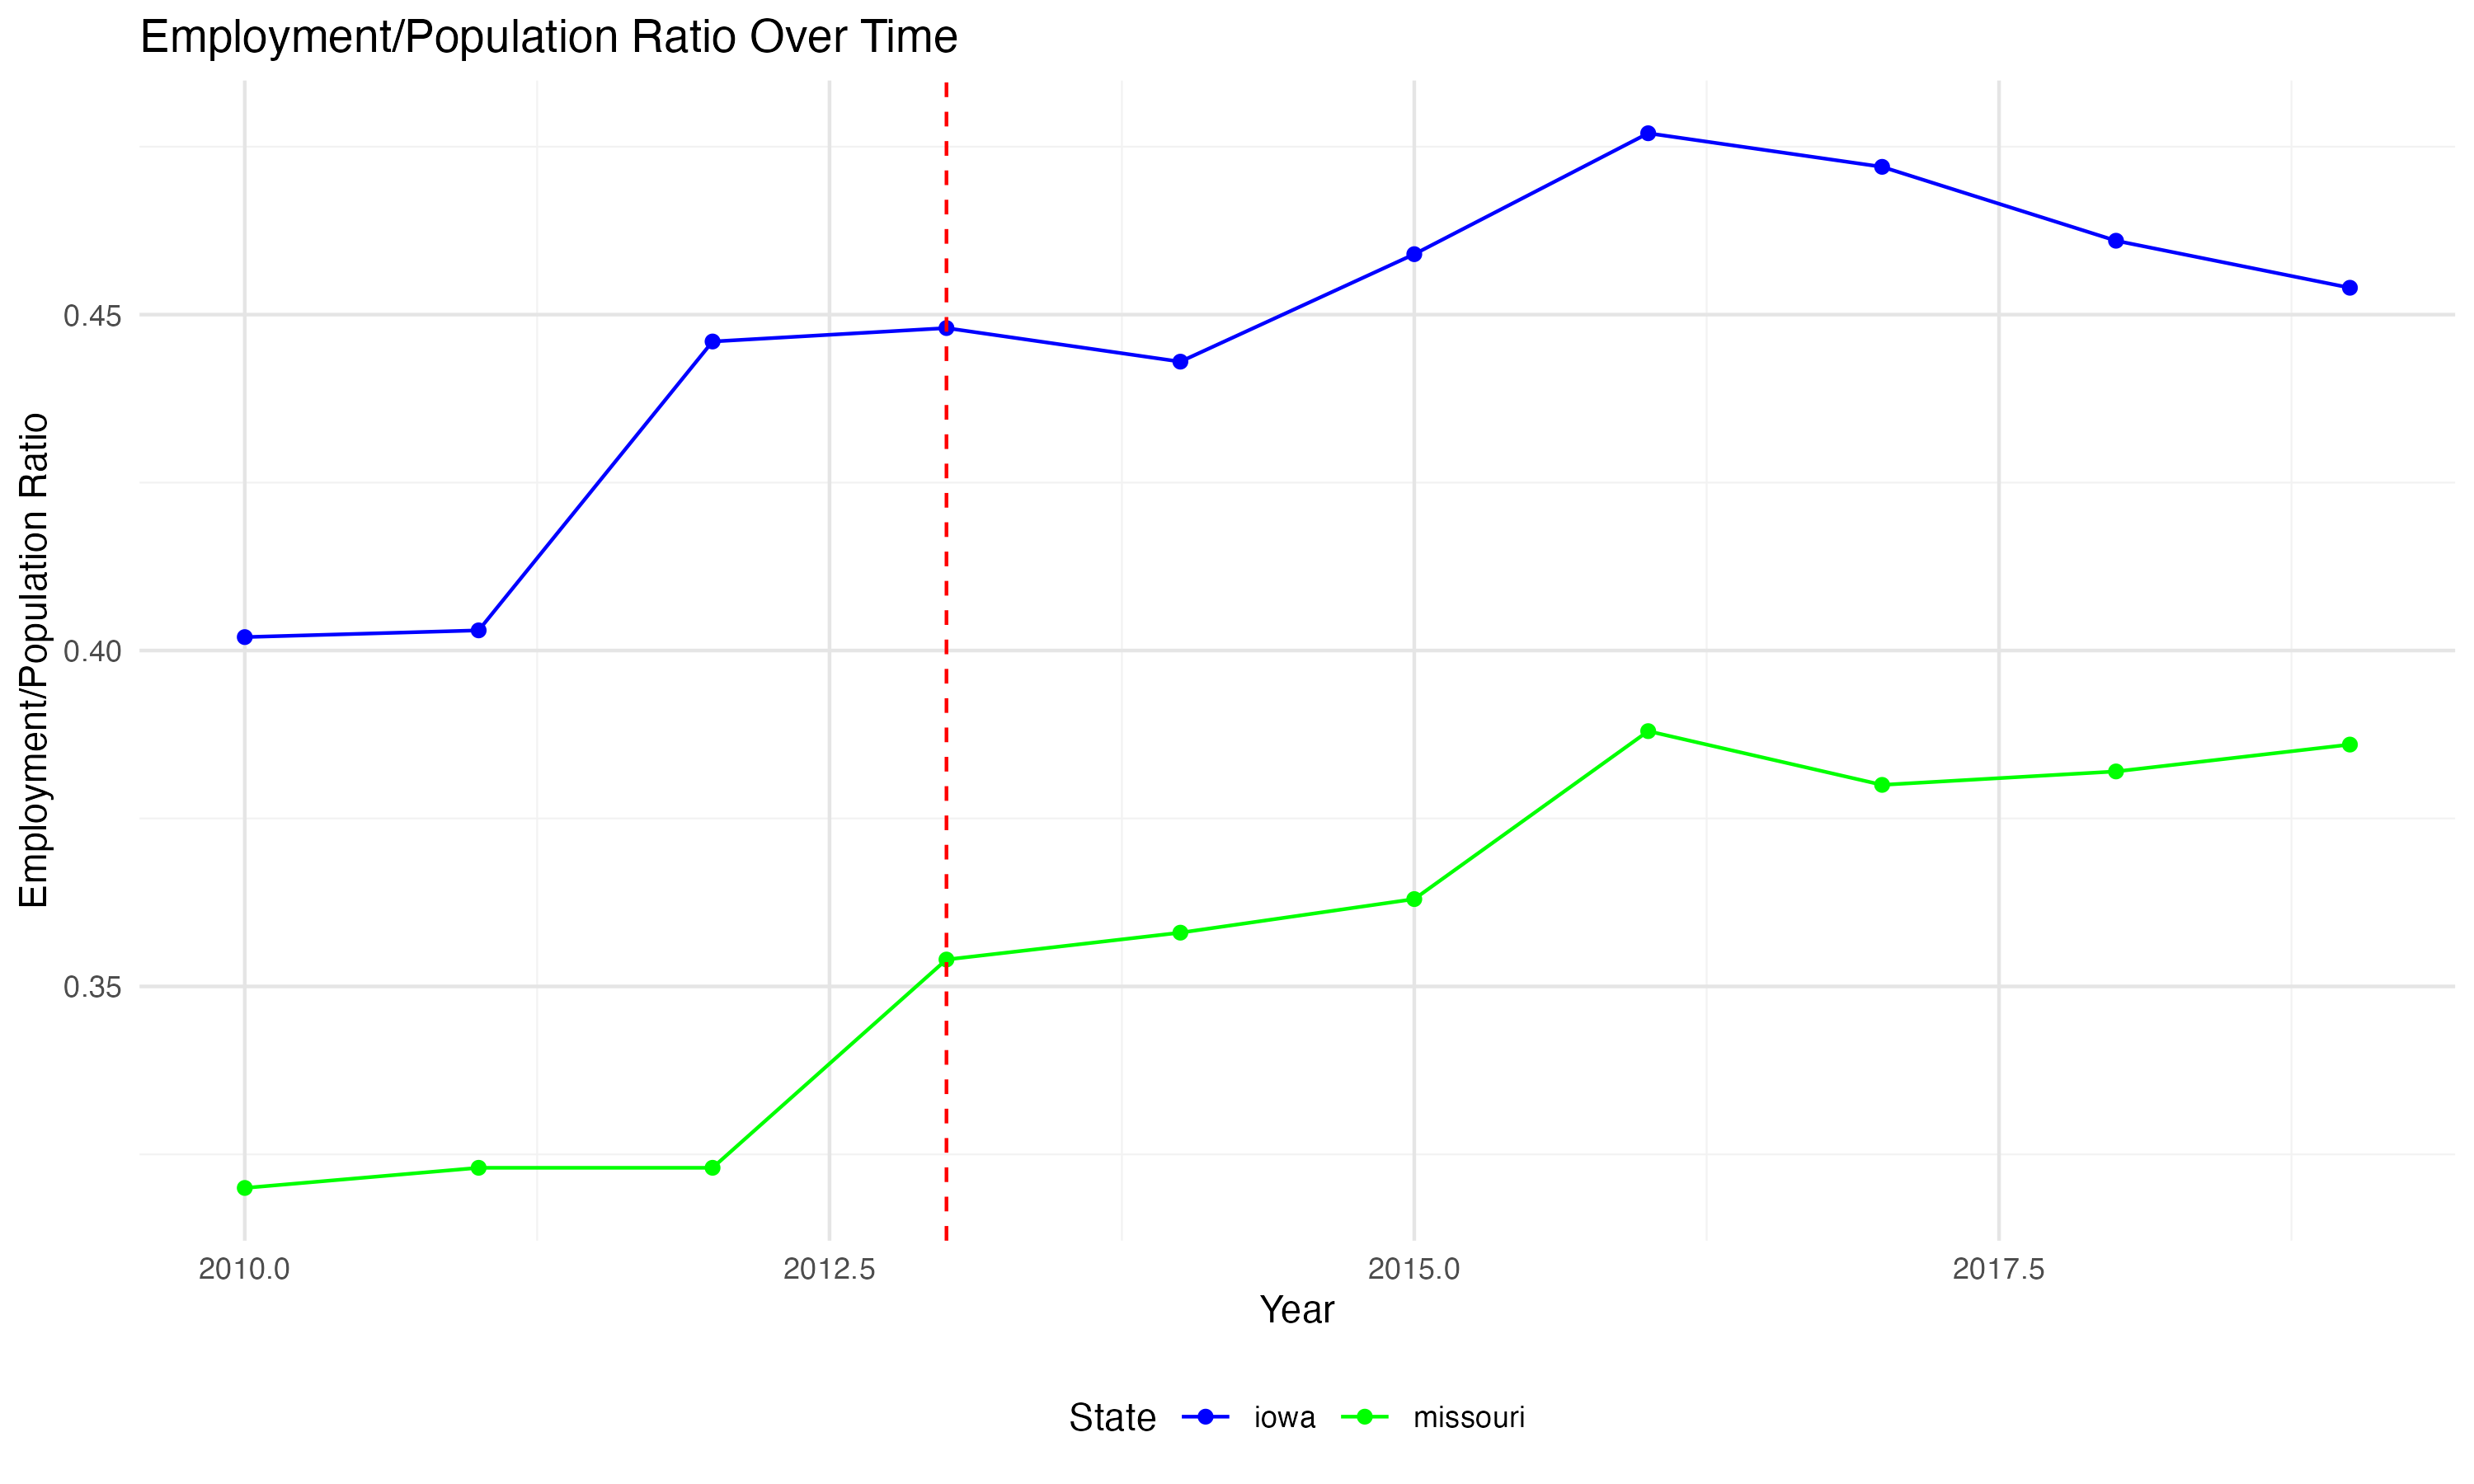 Employment/Population Ratio Over Time
Employment/Population Ratio
0.45
0.40
0.35
2010.0 2012.5 2015.0 2017.5
Year
State iowa missouri